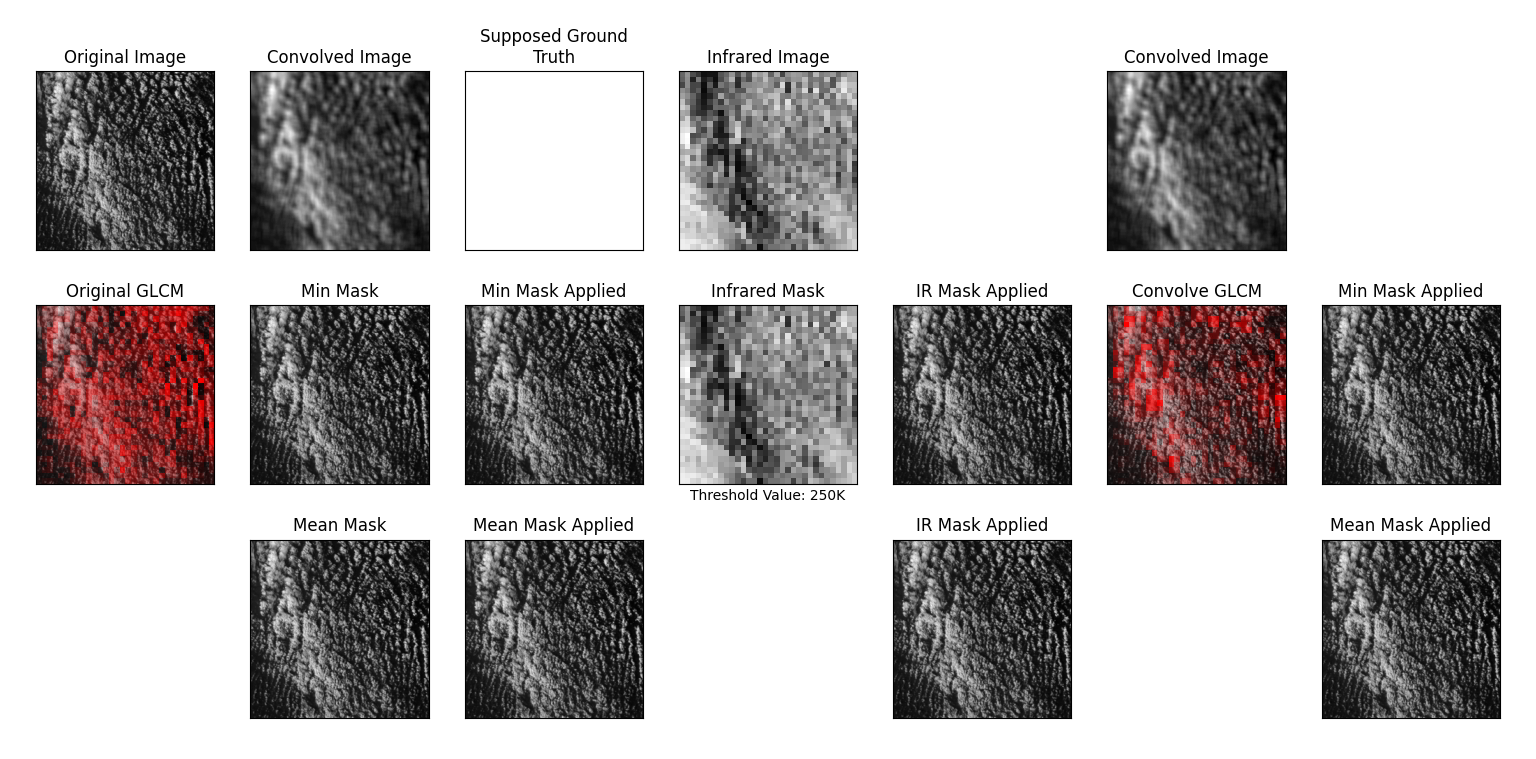 Original Image
Convolved Image
Supposed Ground
Truth
Infrared Image
Convolved Image
Original GLCM
Min Mask
Min Mask Applied
Infrared Mask
IR Mask Applied
Convolve GLCM
Min Mask Applied
Threshold Value: 250K
Mean Mask
Mean Mask Applied
IR Mask Applied
Mean Mask Applied